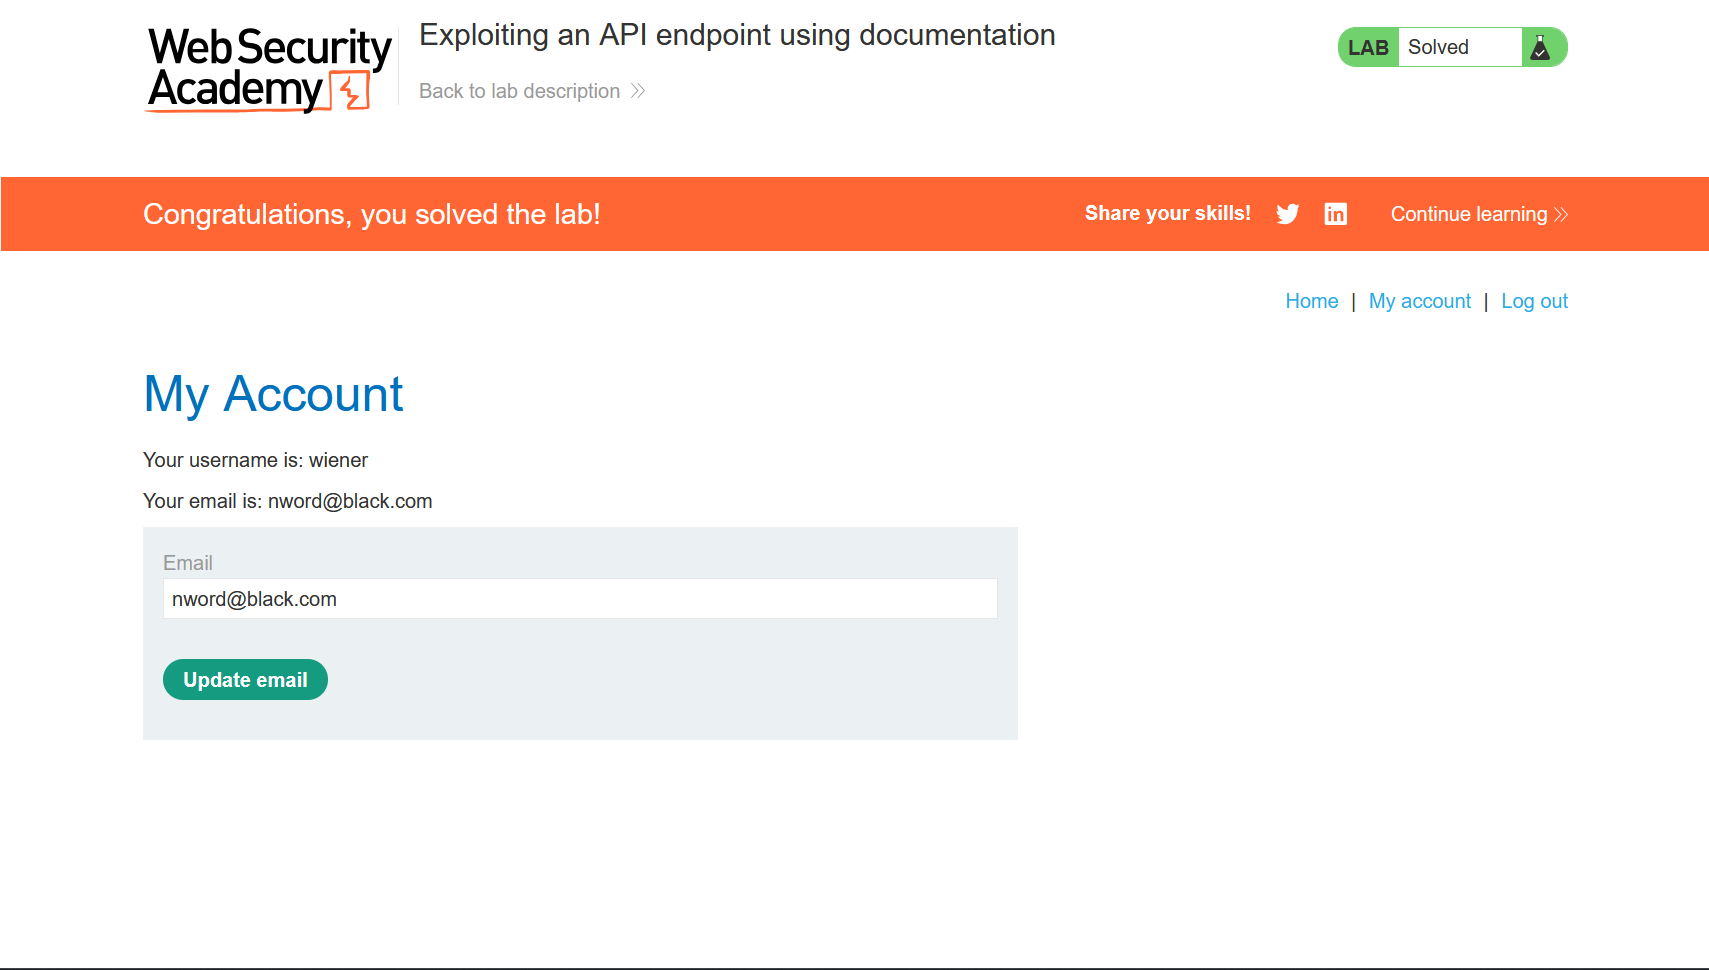 Web Security
Academy
Exploiting an API endpoint using documentation
Back to lab description
LAB Solved
Congratulations, you solved the lab!
Share your skills!
Continue learning
Home | My account | Log out
My Account
Your username is: wiener
Your email is: nword@black.com
Email
nword@black.com
Update email